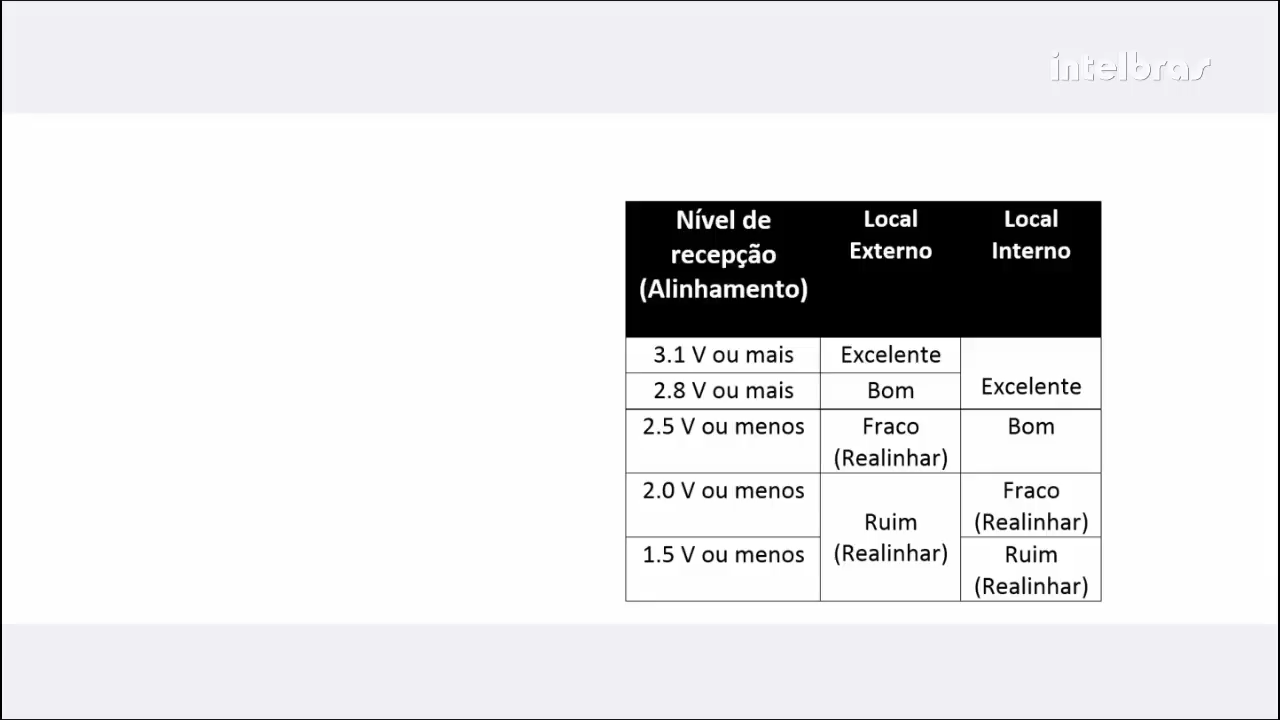 intelbras
Nível de
recepção
(Alinhamento)
Local
Externo
Local
Interno
3.1 V ou mais
Excelente
Excelente
2.8 V ou mais
Bom
2.5 V ou menos
Fraco
(Realinhar)
Bom
2.0 V ou menos
Ruim
(Realinhar)
Fraco
(Realinhar)
1.5 V ou menos
Ruim
(Realinhar)